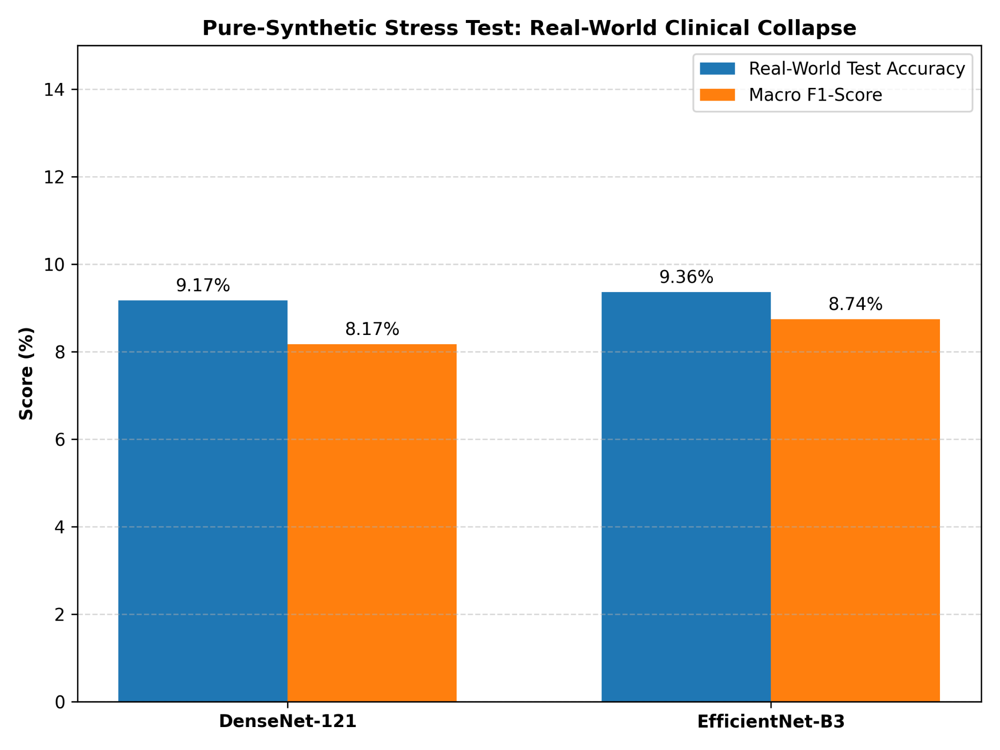 Pure-Synthetic Stress Test: Real-World Clinical Collapse
Real-World Test Accuracy
Macro F1-Score
Score (%)
14
12
10
8
6
4
2
0
9.17%
8.17%
9.36%
8.74%
DenseNet-121
EfficientNet-B3